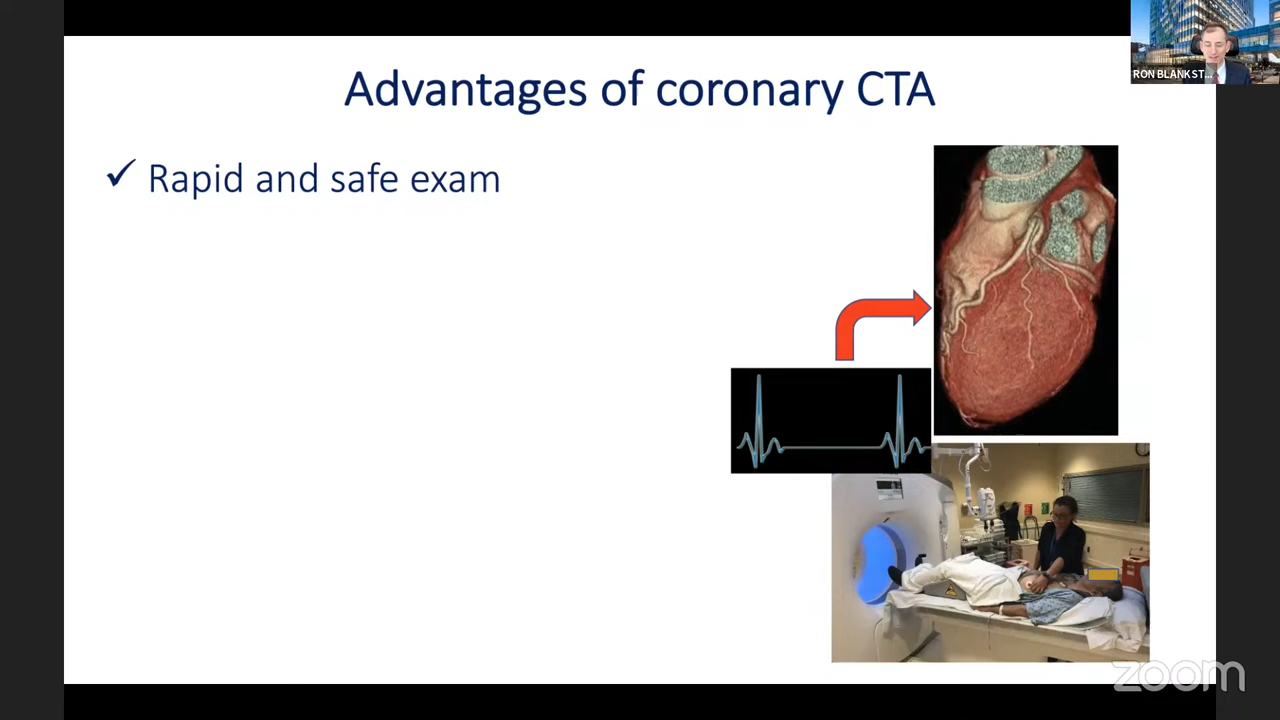 RON BLANKST...
Advantages of coronary CTA
✓ Rapid and safe exam
zoom